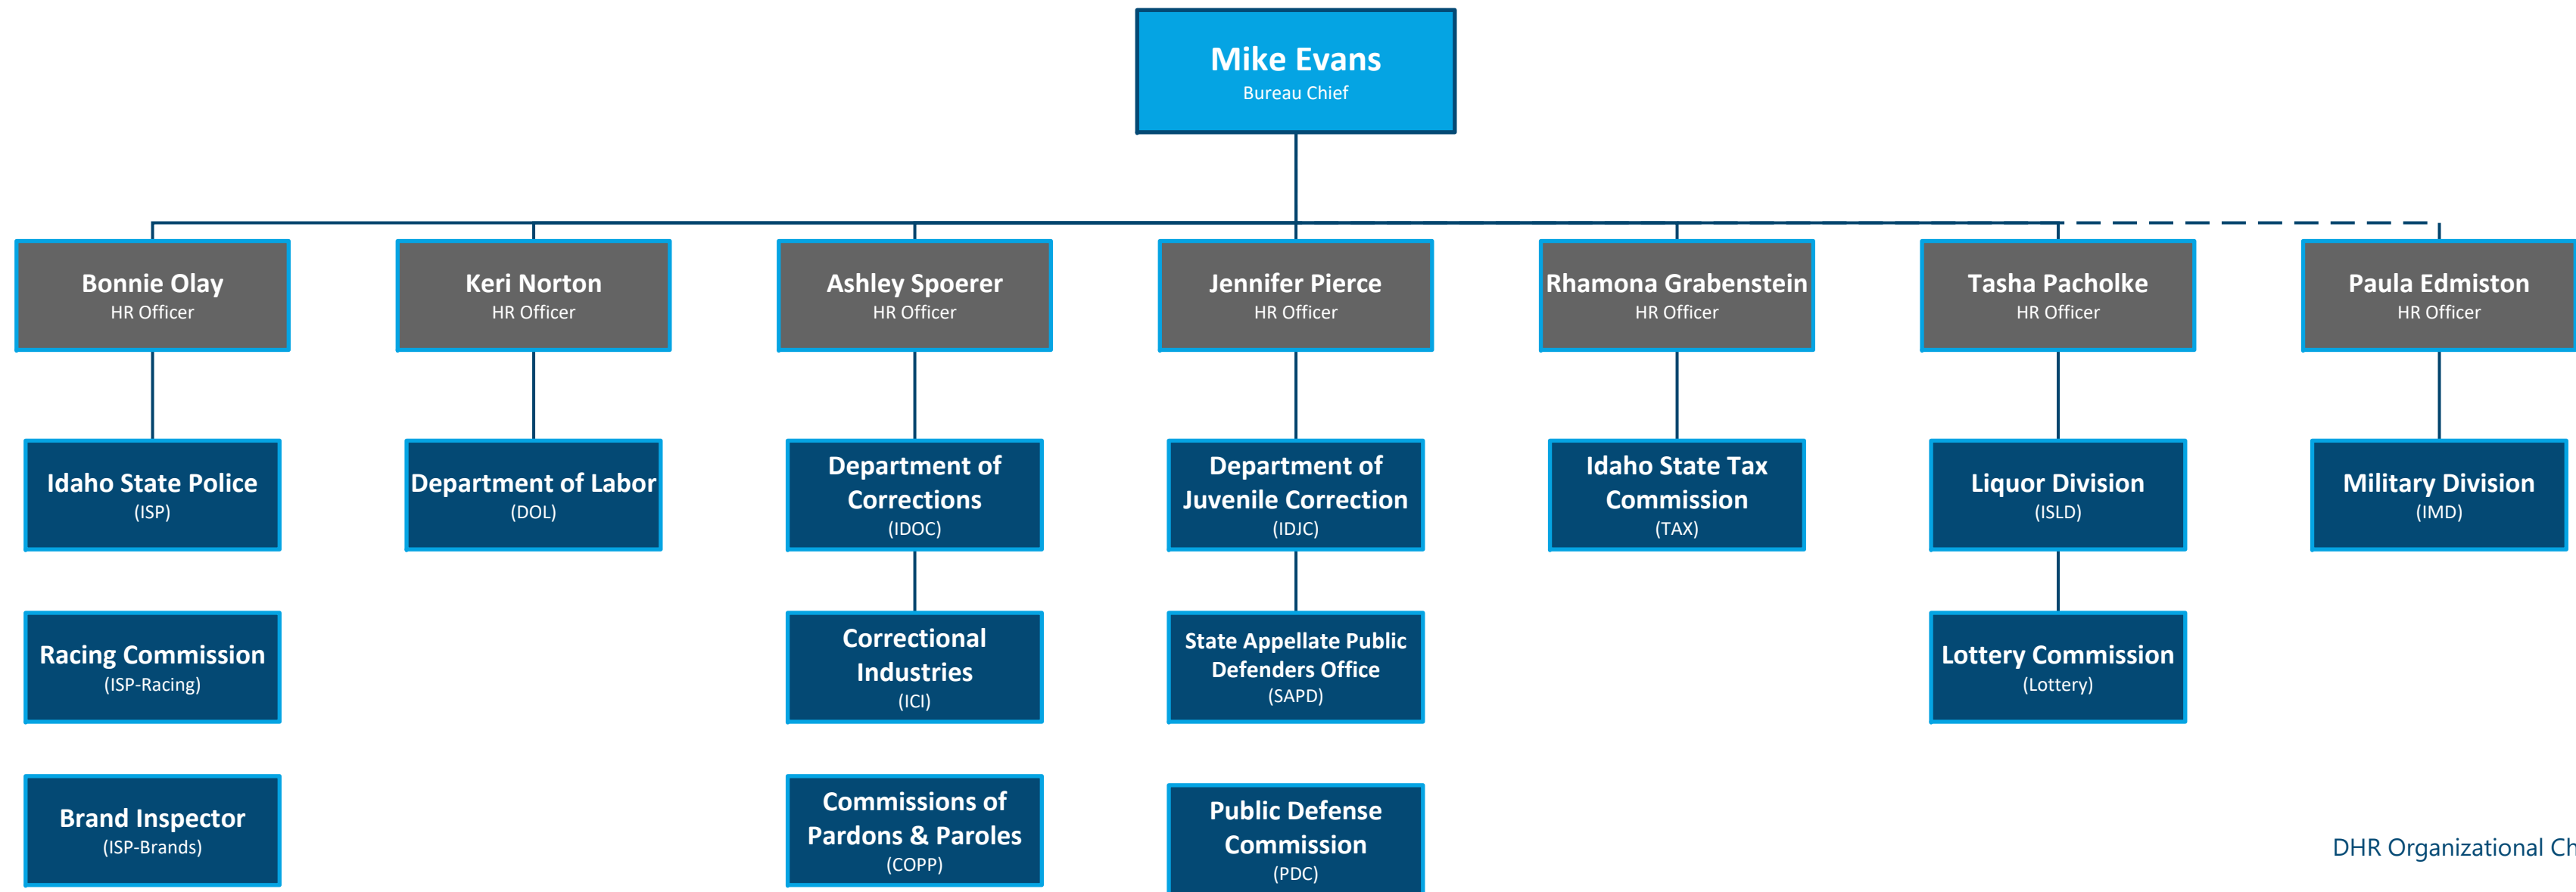 Mike Evans
Bureau Chief
Bonnie Olay
HR Officer
Keri Norton
HR Officer
Ashley Spoerer
HR Officer
Jennifer Pierce
HR Officer
Rhamona Grabenstein
HR Officer
Tasha Pacholke
HR Officer
Paula Edmiston
HR Officer
Idaho State Police
(ISP)
Department of Labor
(DOL)
Department of
Corrections
(IDOC)
Department of
Juvenile Correction
(IDJC)
Idaho State Tax
Commission
(TAX)
Liquor Division
(ISLD)
Military Division
(IMD)
Racing Commission
(ISP-Racing)
Correctional
Industries
(ICI)
State Appellate Public
Defenders Office
(SAPD)
Lottery Commission
(Lottery)
Brand Inspector
(ISP-Brands)
Commissions of
Pardons & Paroles
(COPP)
Public Defense
Commission
(PDC)
DHR Organizational Ch